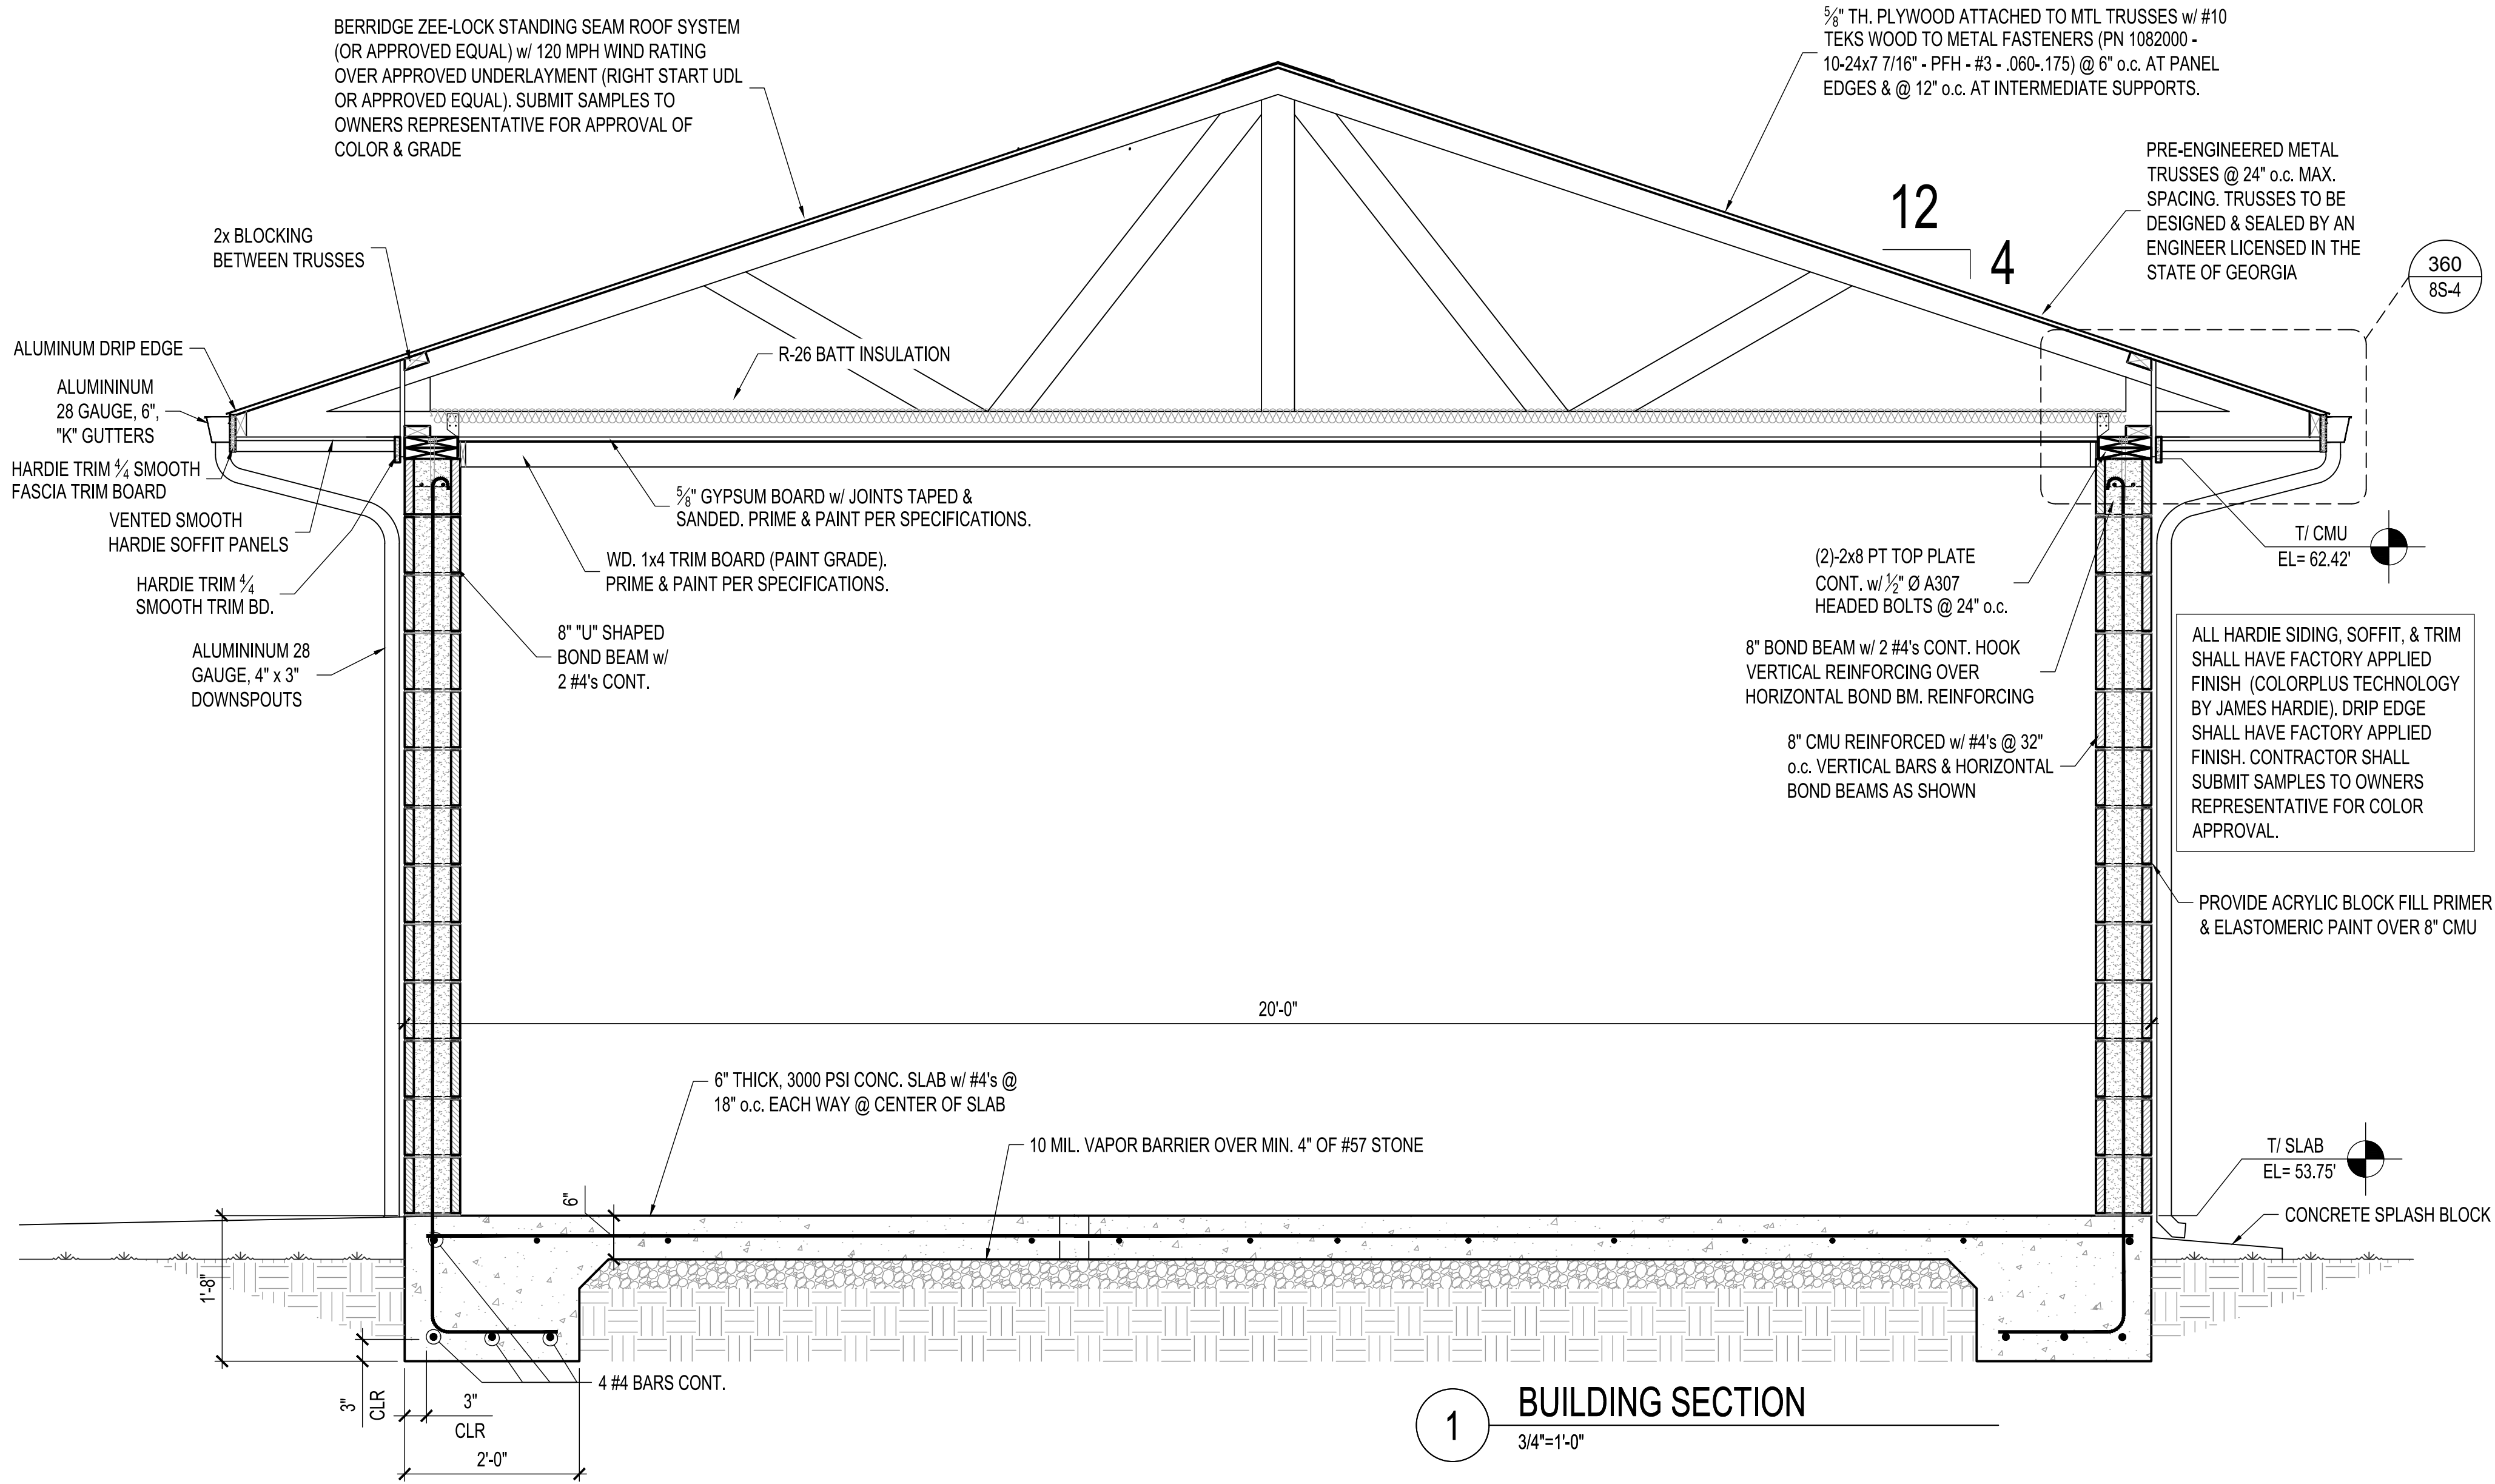 BERRIDGE ZEE-LOCK STANDING SEAM ROOF SYSTEM
(OR APPROVED EQUAL) w/ 120 MPH WIND RATING
OVER APPROVED UNDERLAYMENT (RIGHT START UDL
OR APPROVED EQUAL). SUBMIT SAMPLES TO
OWNERS REPRESENTATIVE FOR APPROVAL OF
COLOR & GRADE
5/8" TH. PLYWOOD ATTACHED TO MTL TRUSSES w/ #10
TEKS WOOD TO METAL FASTENERS (PN 1082000 -
10-24x7 7/16" - PFH - #3 - .060-.175) @ 6" o.c. AT PANEL
EDGES & @ 12" o.c. AT INTERMEDIATE SUPPORTS.
PRE-ENGINEERED METAL
TRUSSES @ 24" o.c. MAX.
SPACING. TRUSSES TO BE
DESIGNED & SEALED BY AN
ENGINEER LICENSED IN THE
STATE OF GEORGIA
12
4
360
8S-4
2x BLOCKING
BETWEEN TRUSSES
ALUMINUM DRIP EDGE
ALUMININUM
28 GAUGE, 6",
"K" GUTTERS
HARDIE TRIM 4/4 SMOOTH
FASCIA TRIM BOARD
VENTED SMOOTH
HARDIE SOFFIT PANELS
HARDIE TRIM 4/4
SMOOTH TRIM BD.
ALUMININUM 28
GAUGE, 4" x 3"
DOWNSPOUTS
R-26 BATT INSULATION
5/8" GYPSUM BOARD w/ JOINTS TAPED &
SANDED. PRIME & PAINT PER SPECIFICATIONS.
WD. 1x4 TRIM BOARD (PAINT GRADE).
PRIME & PAINT PER SPECIFICATIONS.
8" "U" SHAPED
BOND BEAM w/
2 #4's CONT.
(2)-2x8 PT TOP PLATE
CONT. w/ 1/2" Ø A307
HEADED BOLTS @ 24" o.c.
8" BOND BEAM w/ 2 #4's CONT. HOOK
VERTICAL REINFORCING OVER
HORIZONTAL BOND BM. REINFORCING
8" CMU REINFORCED w/ #4's @ 32"
o.c. VERTICAL BARS & HORIZONTAL
BOND BEAMS AS SHOWN
T/ CMU
EL= 62.42'
ALL HARDIE SIDING, SOFFIT, & TRIM
SHALL HAVE FACTORY APPLIED
FINISH (COLORPLUS TECHNOLOGY
BY JAMES HARDIE). DRIP EDGE
SHALL HAVE FACTORY APPLIED
FINISH. CONTRACTOR SHALL
SUBMIT SAMPLES TO OWNERS
REPRESENTATIVE FOR COLOR
APPROVAL.
PROVIDE ACRYLIC BLOCK FILL PRIMER
& ELASTOMERIC PAINT OVER 8" CMU
20'-0"
6" THICK, 3000 PSI CONC. SLAB w/ #4's @
18" o.c. EACH WAY @ CENTER OF SLAB
10 MIL. VAPOR BARRIER OVER MIN. 4" OF #57 STONE
T/ SLAB
EL= 53.75'
CONCRETE SPLASH BLOCK
6"
1'-8"
3"
CLR
3"
CLR
2'-0"
4 #4 BARS CONT.
1
BUILDING SECTION
3/4"=1'-0"